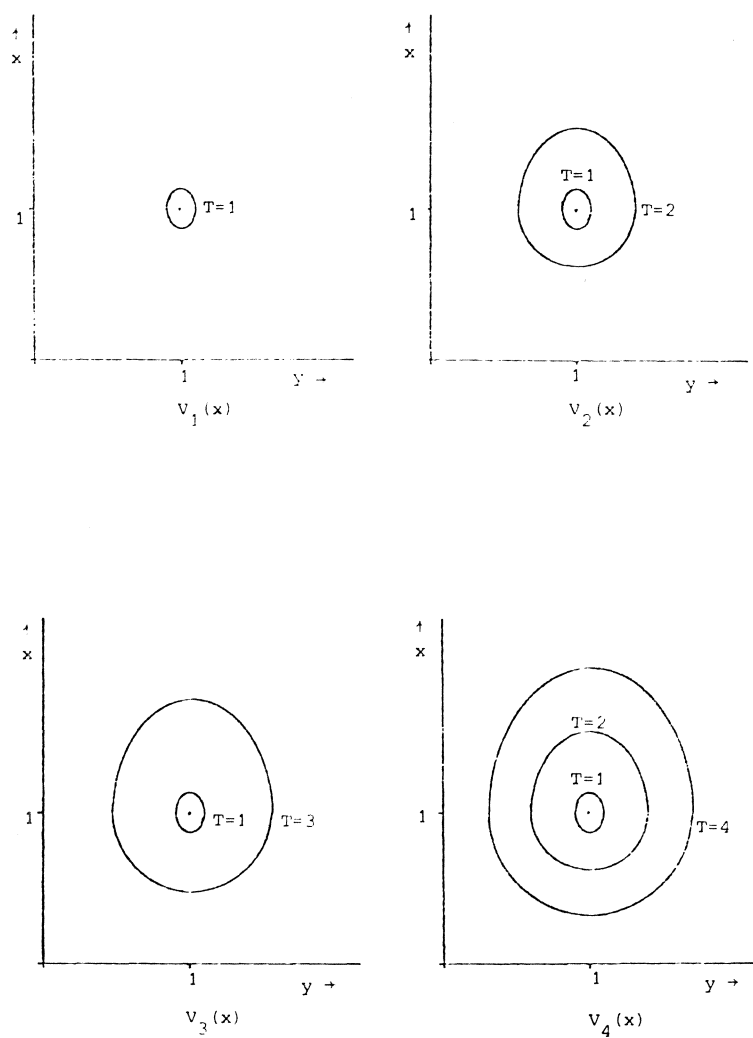 ↑
x
T=1
1
1
y →
V₁(x)
↑
x
T=1
T=2
1
1
y →
V₂(x)
↑
x
T=1
T=3
1
1
y →
V₃(x)
↑
x
T=2
T=1
T=4
1
1
y →
V₄(x)